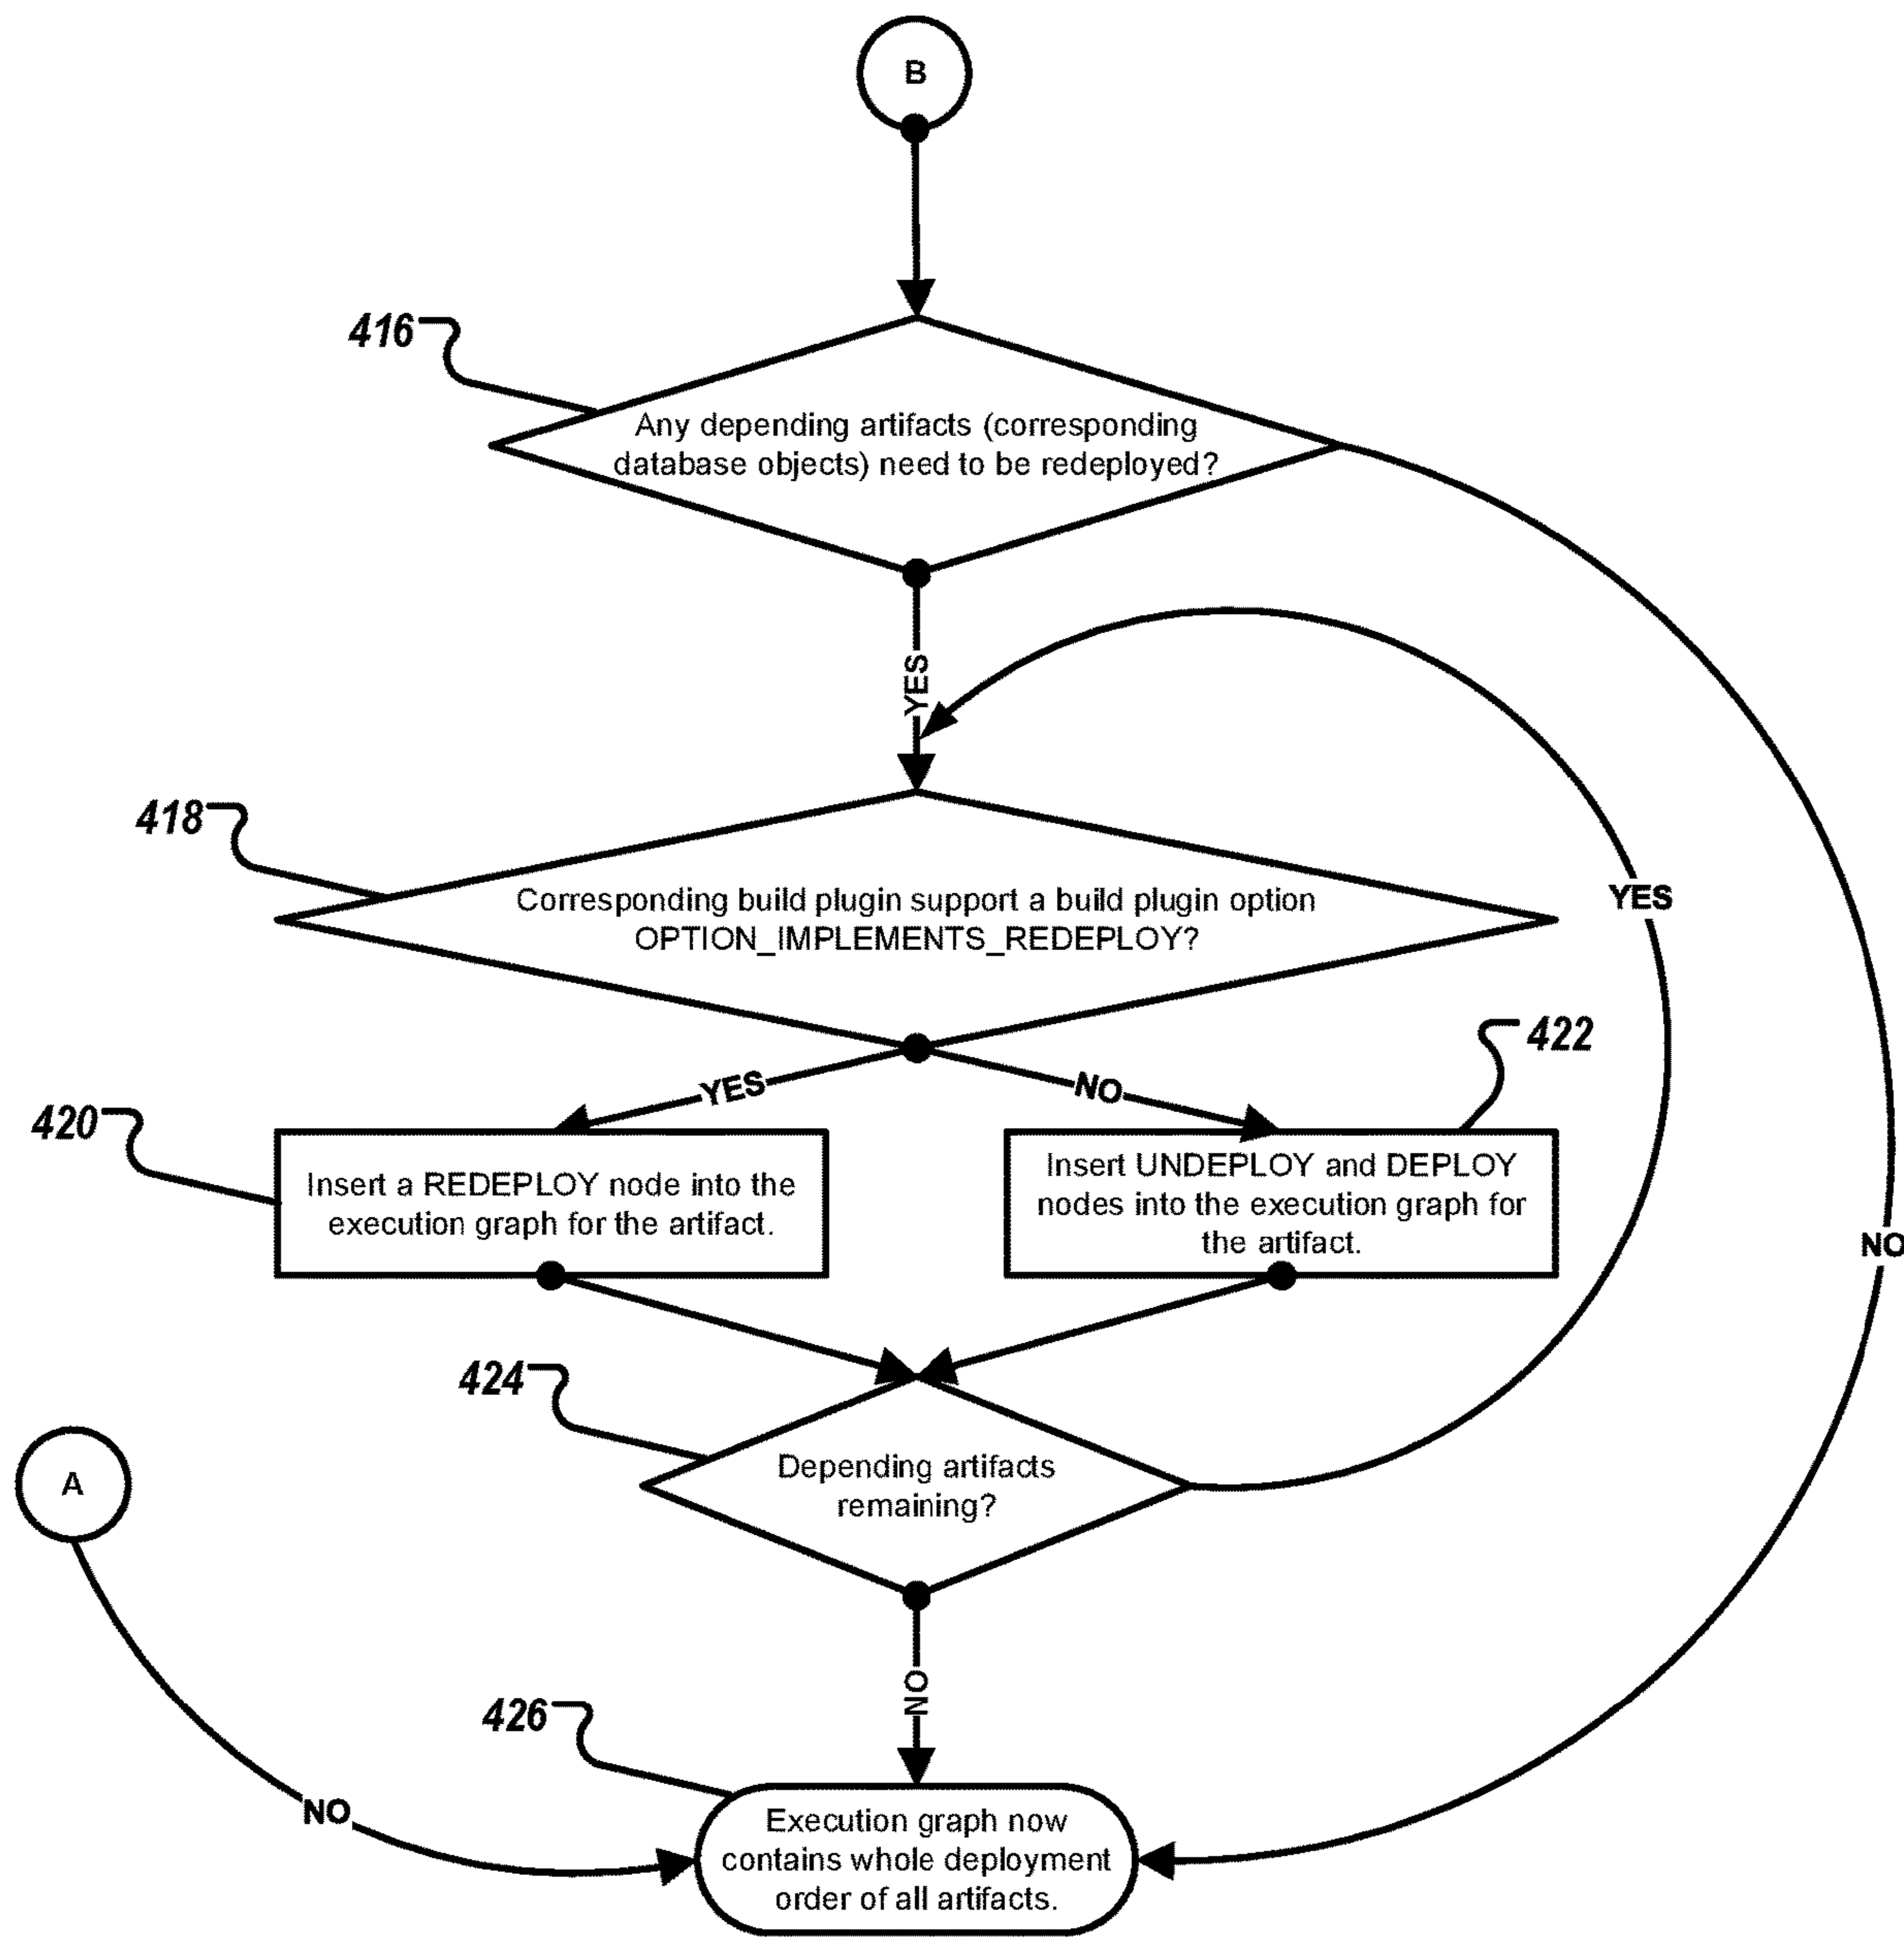 B
416
Any depending artifacts (corresponding
database objects) need to be redeployed?
YES
418
Corresponding build plugin support a build plugin option
OPTION_IMPLEMENTS_REDEPLOY?
YES
YES
NO
422
420
Insert a REDEPLOY node into the
execution graph for the artifact.
Insert UNDEPLOY and DEPLOY
nodes into the execution graph for
the artifact.
NO
424
Depending artifacts
remaining?
A
NO
426
NO
Execution graph now
contains whole deployment
order of all artifacts.